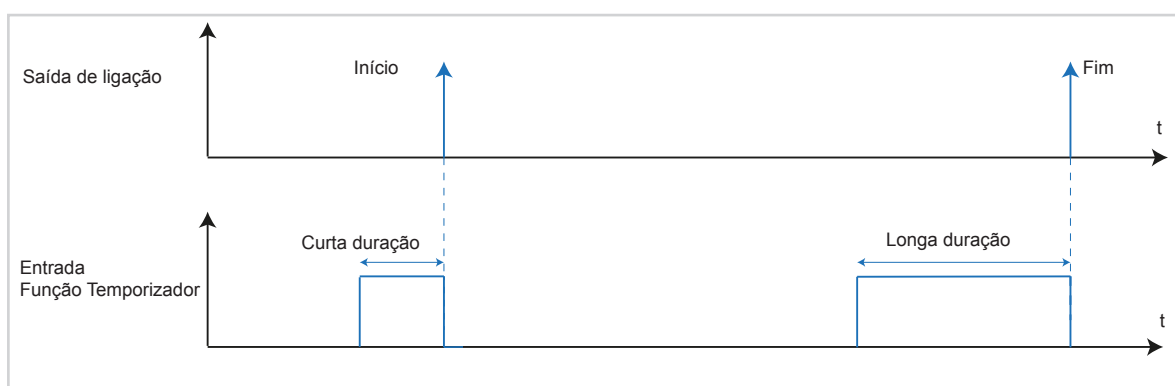 Saída de ligação
Início
Fim
t
Curta duração
Longa duração
Entrada
Função Temporizador
t